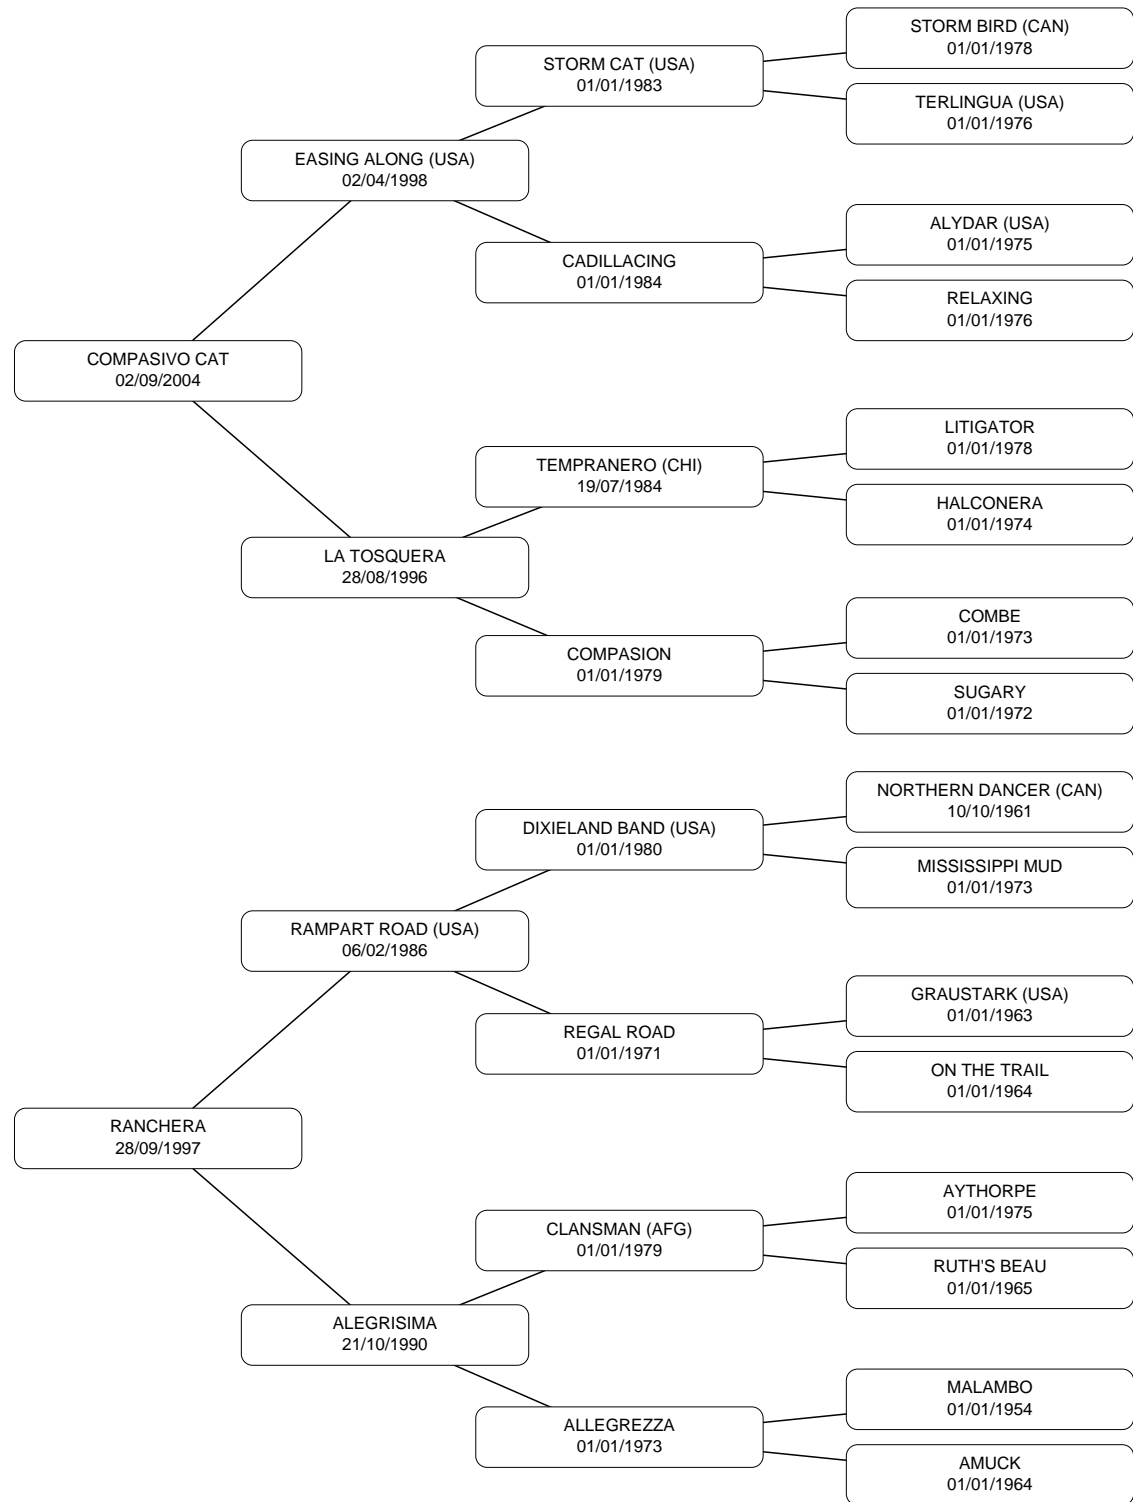 STORM BIRD (CAN)
01/01/1978
STORM CAT (USA)
01/01/1983
TERLINGUA (USA)
01/01/1976
EASING ALONG (USA)
02/04/1998
ALYDAR (USA)
01/01/1975
CADILLACING
01/01/1984
RELAXING
01/01/1976
COMPASIVO CAT
02/09/2004
LITIGATOR
01/01/1978
TEMPRANERO (CHI)
19/07/1984
HALCONERA
01/01/1974
LA TOSQUERA
28/08/1996
COMBE
01/01/1973
COMPASION
01/01/1979
SUGARY
01/01/1972
NORTHERN DANCER (CAN)
10/10/1961
DIXIELAND BAND (USA)
01/01/1980
MISSISSIPPI MUD
01/01/1973
RAMPART ROAD (USA)
06/02/1986
GRAUSTARK (USA)
01/01/1963
REGAL ROAD
01/01/1971
ON THE TRAIL
01/01/1964
RANCHERA
28/09/1997
AYTHORPE
01/01/1975
CLANSMAN (AFG)
01/01/1979
RUTH'S BEAU
01/01/1965
ALEGRISIMA
21/10/1990
MALAMBO
01/01/1954
ALLEGREZZA
01/01/1973
AMUCK
01/01/1964